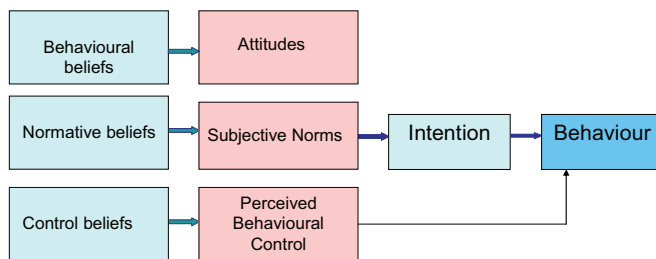 Behavioural
beliefs
Attitudes
Normative beliefs
Subjective Norms
Intention
Behaviour
Control beliefs
Perceived
Behavioural
Control